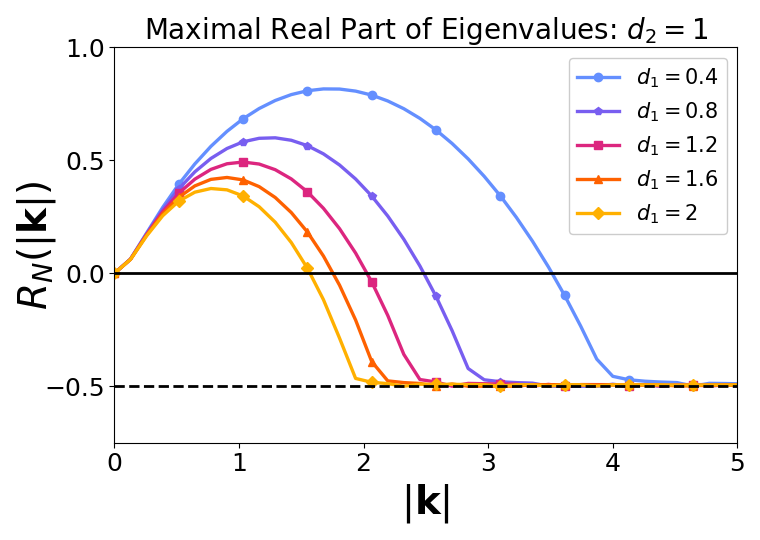 Maximal Real Part of Eigenvalues: d₂ = 1
1.0
0.5
0.0
−0.5
R_N(|k|)
d₁ = 0.4
d₁ = 0.8
d₁ = 1.2
d₁ = 1.6
d₁ = 2
0 1 2 3 4 5
|k|